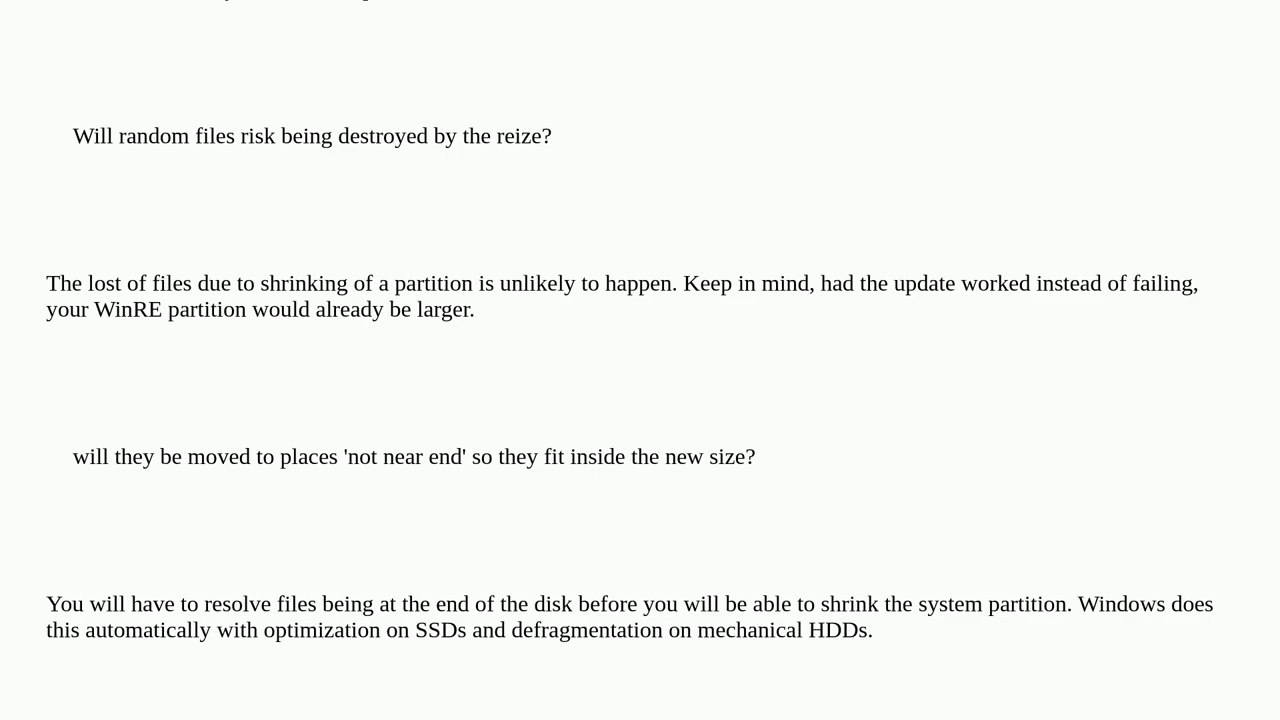 Will random files risk being destroyed by the reize?
The lost of files due to shrinking of a partition is unlikely to happen. Keep in mind, had the update worked instead of failing,
your WinRE partition would already be larger.
will they be moved to places 'not near end' so they fit inside the new size?
You will have to resolve files being at the end of the disk before you will be able to shrink the system partition. Windows does
this automatically with optimization on SSDs and defragmentation on mechanical HDDs.